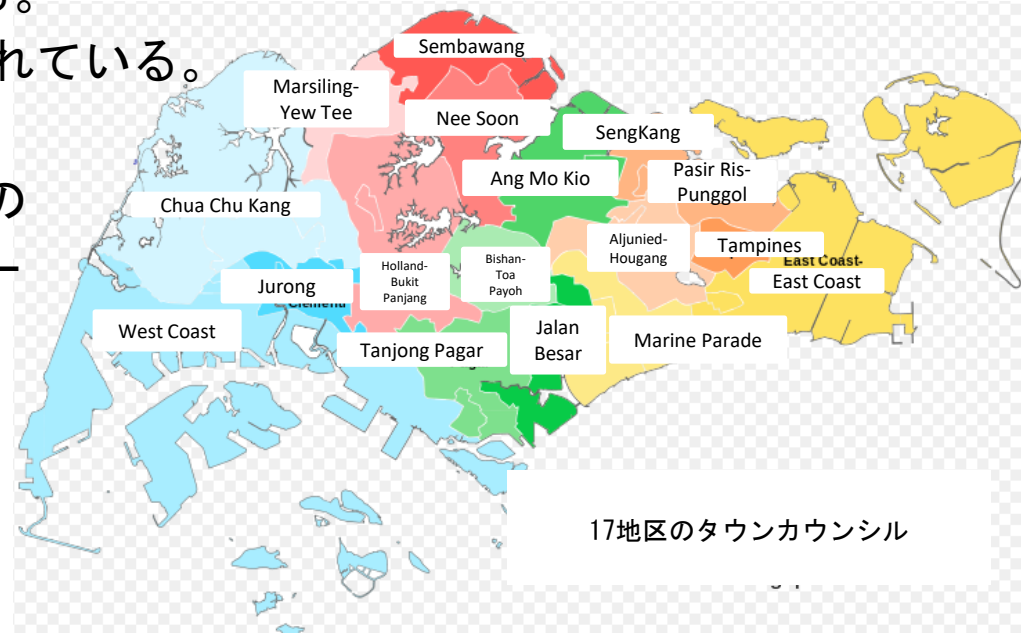 。
れている。
の
Sembawang
Marsiling-
Yew Tee
Nee Soon
SengKang
Ang Mo Kio
Pasir Ris-
Punggol
Chua Chu Kang
Aljunied-
Hougang
Tampines
East Coast-
East Coast
Bishan-
Toa
Payoh
Holland-
Bukit
Panjang
Jurong
West Coast
Jalan
Besar
Marine Parade
Tanjong Pagar
17地区のタウンカウンシル